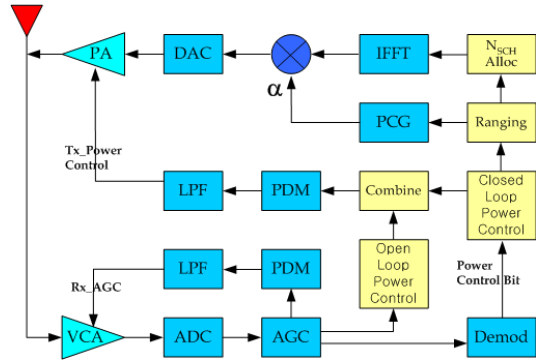 PA
DAC
IFFT
N_SCH
Alloc
α
PCG
Ranging
Tx_Power
Control
LPF
PDM
Combine
Closed
Loop
Power
Control
Rx_AGC
LPF
PDM
Open
Loop
Power
Control
Power
Control Bit
VCA
ADC
AGC
Demod